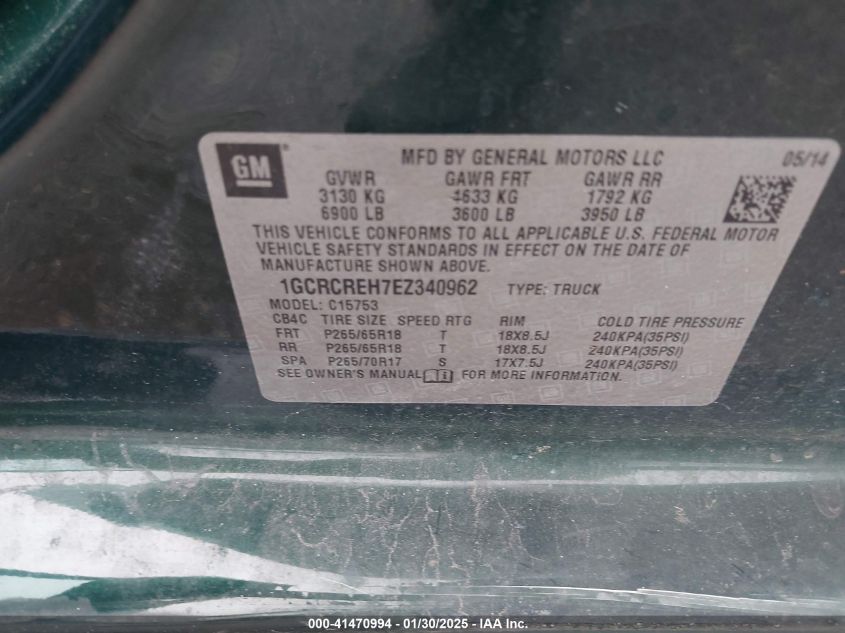 GM
MFD BY GENERAL MOTORS LLC 05/14
GVWR GAWR FRT GAWR RR
3130 KG 1633 KG 1792 KG
6900 LB 3600 LB 3950 LB
THIS VEHICLE CONFORMS TO ALL APPLICABLE U.S. FEDERAL MOTOR
VEHICLE SAFETY STANDARDS IN EFFECT ON THE DATE OF
MANUFACTURE SHOWN ABOVE.
1GCRCREH7EZ340962 TYPE: TRUCK
MODEL: C15753
CB4C TIRE SIZE SPEED RTG RIM COLD TIRE PRESSURE
FRT P265/65R18 T 18X8.5J 240KPA(35PSI)
RR P265/65R18 T 18X8.5J 240KPA(35PSI)
SPA P265/70R17 S 17X7.5J 240KPA(35PSI)
SEE OWNER'S MANUAL FOR MORE INFORMATION.
000-41470994 - 01/30/2025 - IAA Inc.